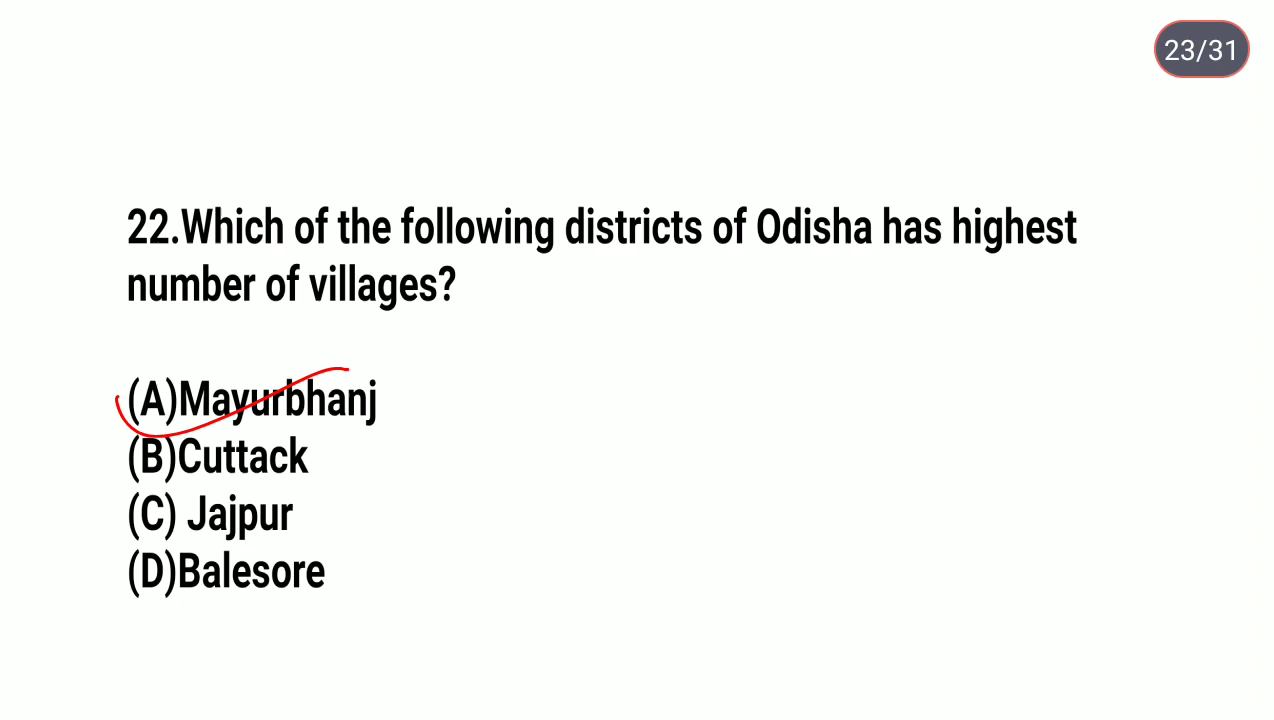 23/31
22.Which of the following districts of Odisha has highest
number of villages?
(A)Mayurbhanj
(B)Cuttack
(C) Jajpur
(D)Balesore